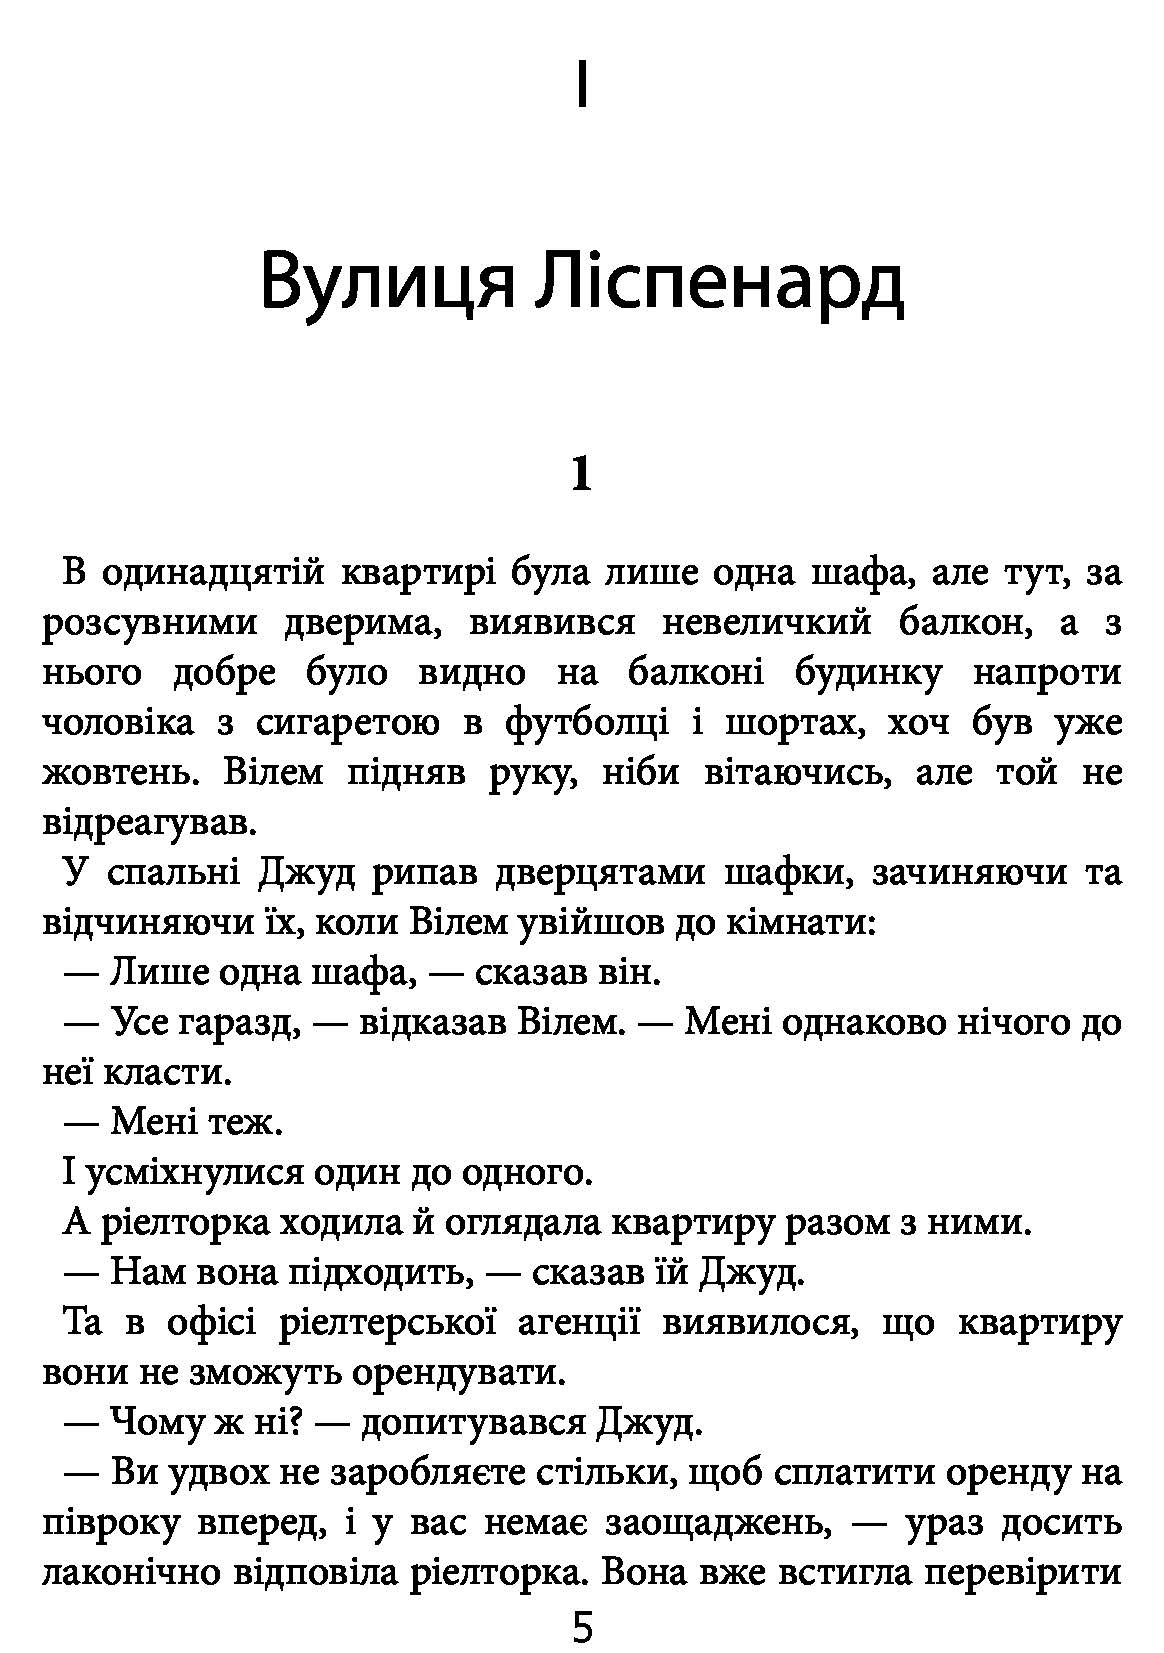 І
Вулиця Ліспенард
1
В одинадцятій квартирі була лише одна шафа, але тут, за
розсувними дверима, виявився невеличкий балкон, а з
нього добре було видно на балконі будинку напроти
чоловіка з сигаретою в футболці і шортах, хоч був уже
жовтень. Вілем підняв руку, ніби вітаючись, але той не
відреагував.
У спальні Джуд рипав дверцятами шафки, зачиняючи та
відчиняючи їх, коли Вілем увійшов до кімнати:
— Лише одна шафа, — сказав він.
— Усе гаразд, — відказав Вілем. — Мені однаково нічого до
неї класти.
— Мені теж.
І усміхнулися один до одного.
А ріелторка ходила й оглядала квартиру разом з ними.
— Нам вона підходить, — сказав їй Джуд.
Та в офісі ріелтерської агенції виявилося, що квартиру
вони не зможуть орендувати.
— Чому ж ні? — допитувався Джуд.
— Ви удвох не заробляєте стільки, щоб сплатити оренду на
півроку вперед, і у вас немає заощаджень, — ураз досить
лаконічно відповіла ріелторка. Вона вже встигла перевірити
5